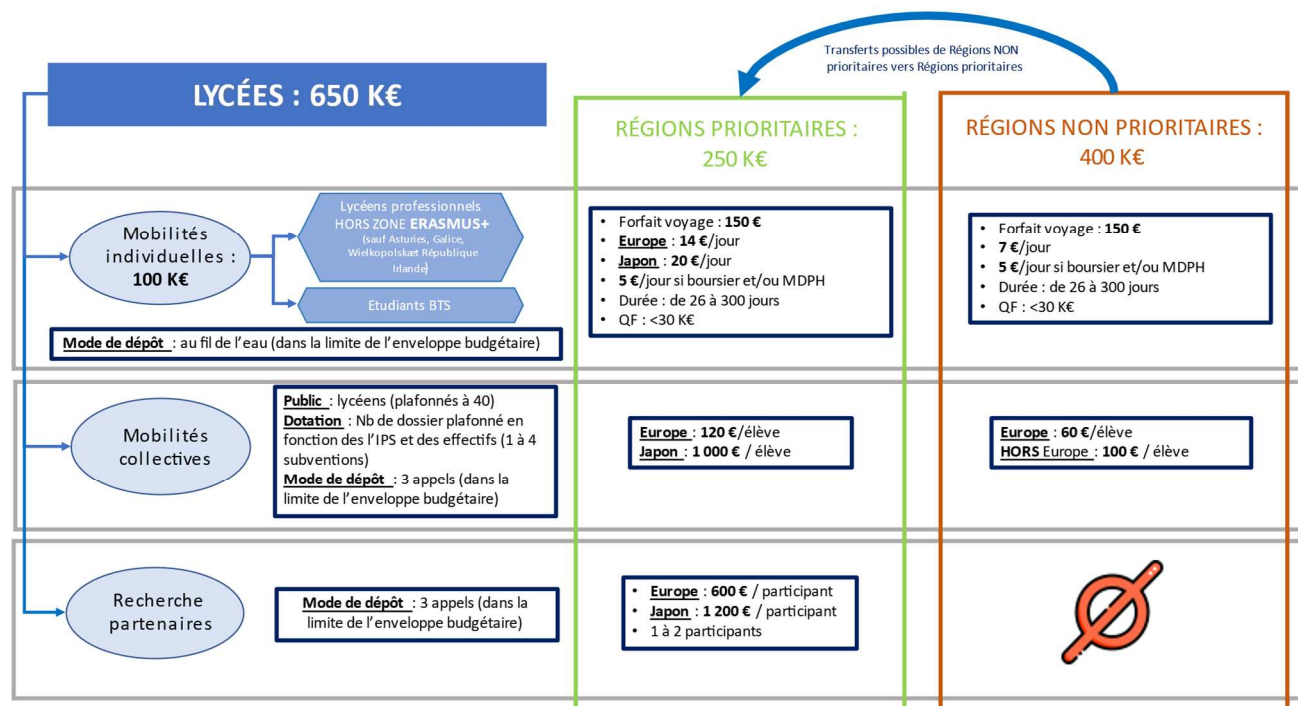 Transferts possibles de Régions NON
prioritaires vers Régions prioritaires
LYCÉES : 650 K€
RÉGIONS PRIORITAIRES :
250 K€
RÉGIONS NON PRIORITAIRES :
400 K€
Mobilités
individuelles :
100 K€
Lycéens professionnels
HORS ZONE ERASMUS+
(sauf Asturies, Galice,
Wielkopolskæt République
Irlande)
Etudiants BTS
Mode de dépôt : au fil de l'eau (dans la limite de l'enveloppe budgétaire)
• Forfait voyage : 150 €
• Europe : 14 €/jour
• Japon : 20 €/jour
• 5 €/jour si boursier et/ou MDPH
• Durée : de 26 à 300 jours
• QF : <30 K€
• Forfait voyage : 150 €
• 7 €/jour
• 5 €/jour si boursier et/ou MDPH
• Durée : de 26 à 300 jours
• QF : <30 K€
Mobilités
collectives
Public : lycéens (plafonnés à 40)
Dotation : Nb de dossier plafonné en
fonction des l'IPS et des effectifs (1 à 4
subventions)
Mode de dépôt : 3 appels (dans la
limite de l'enveloppe budgétaire)
Europe : 120 €/élève
Japon : 1 000 € / élève
Europe : 60 €/élève
HORS Europe : 100 € / élève
Recherche
partenaires
Mode de dépôt : 3 appels (dans la
limite de l'enveloppe budgétaire)
• Europe : 600 € / participant
• Japon : 1 200 € / participant
• 1 à 2 participants